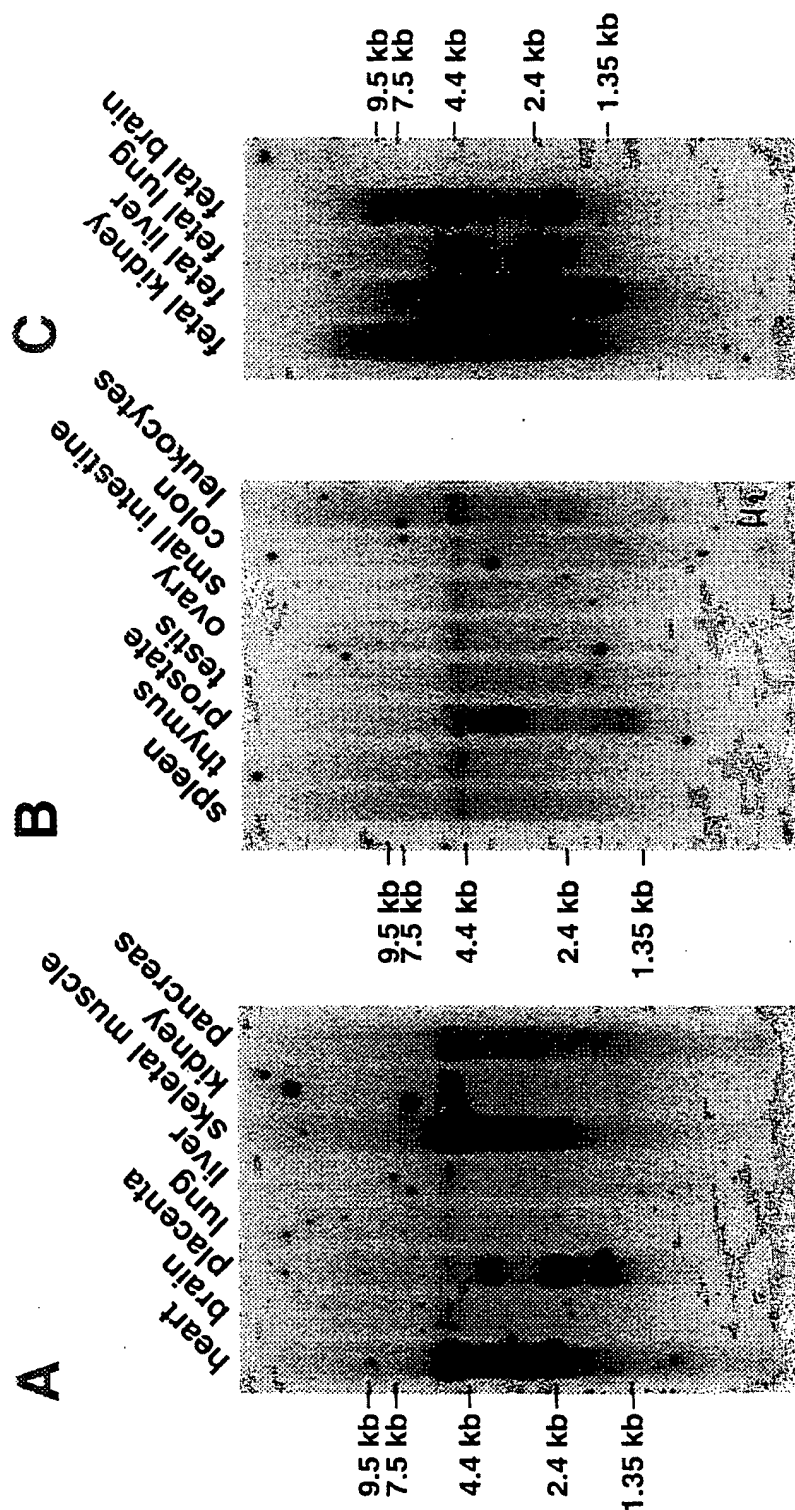 A
heart
brain
placenta
lung
liver
skeletal muscle
kidney
pancreas
9.5 kb
7.5 kb
4.4 kb
2.4 kb
1.35 kb
B
spleen
thymus
prostate
testis
ovary
small intestine
colon
leukocytes
9.5 kb
7.5 kb
4.4 kb
2.4 kb
1.35 kb
C
fetal kidney
fetal liver
fetal lung
fetal brain
9.5 kb
7.5 kb
4.4 kb
2.4 kb
1.35 kb